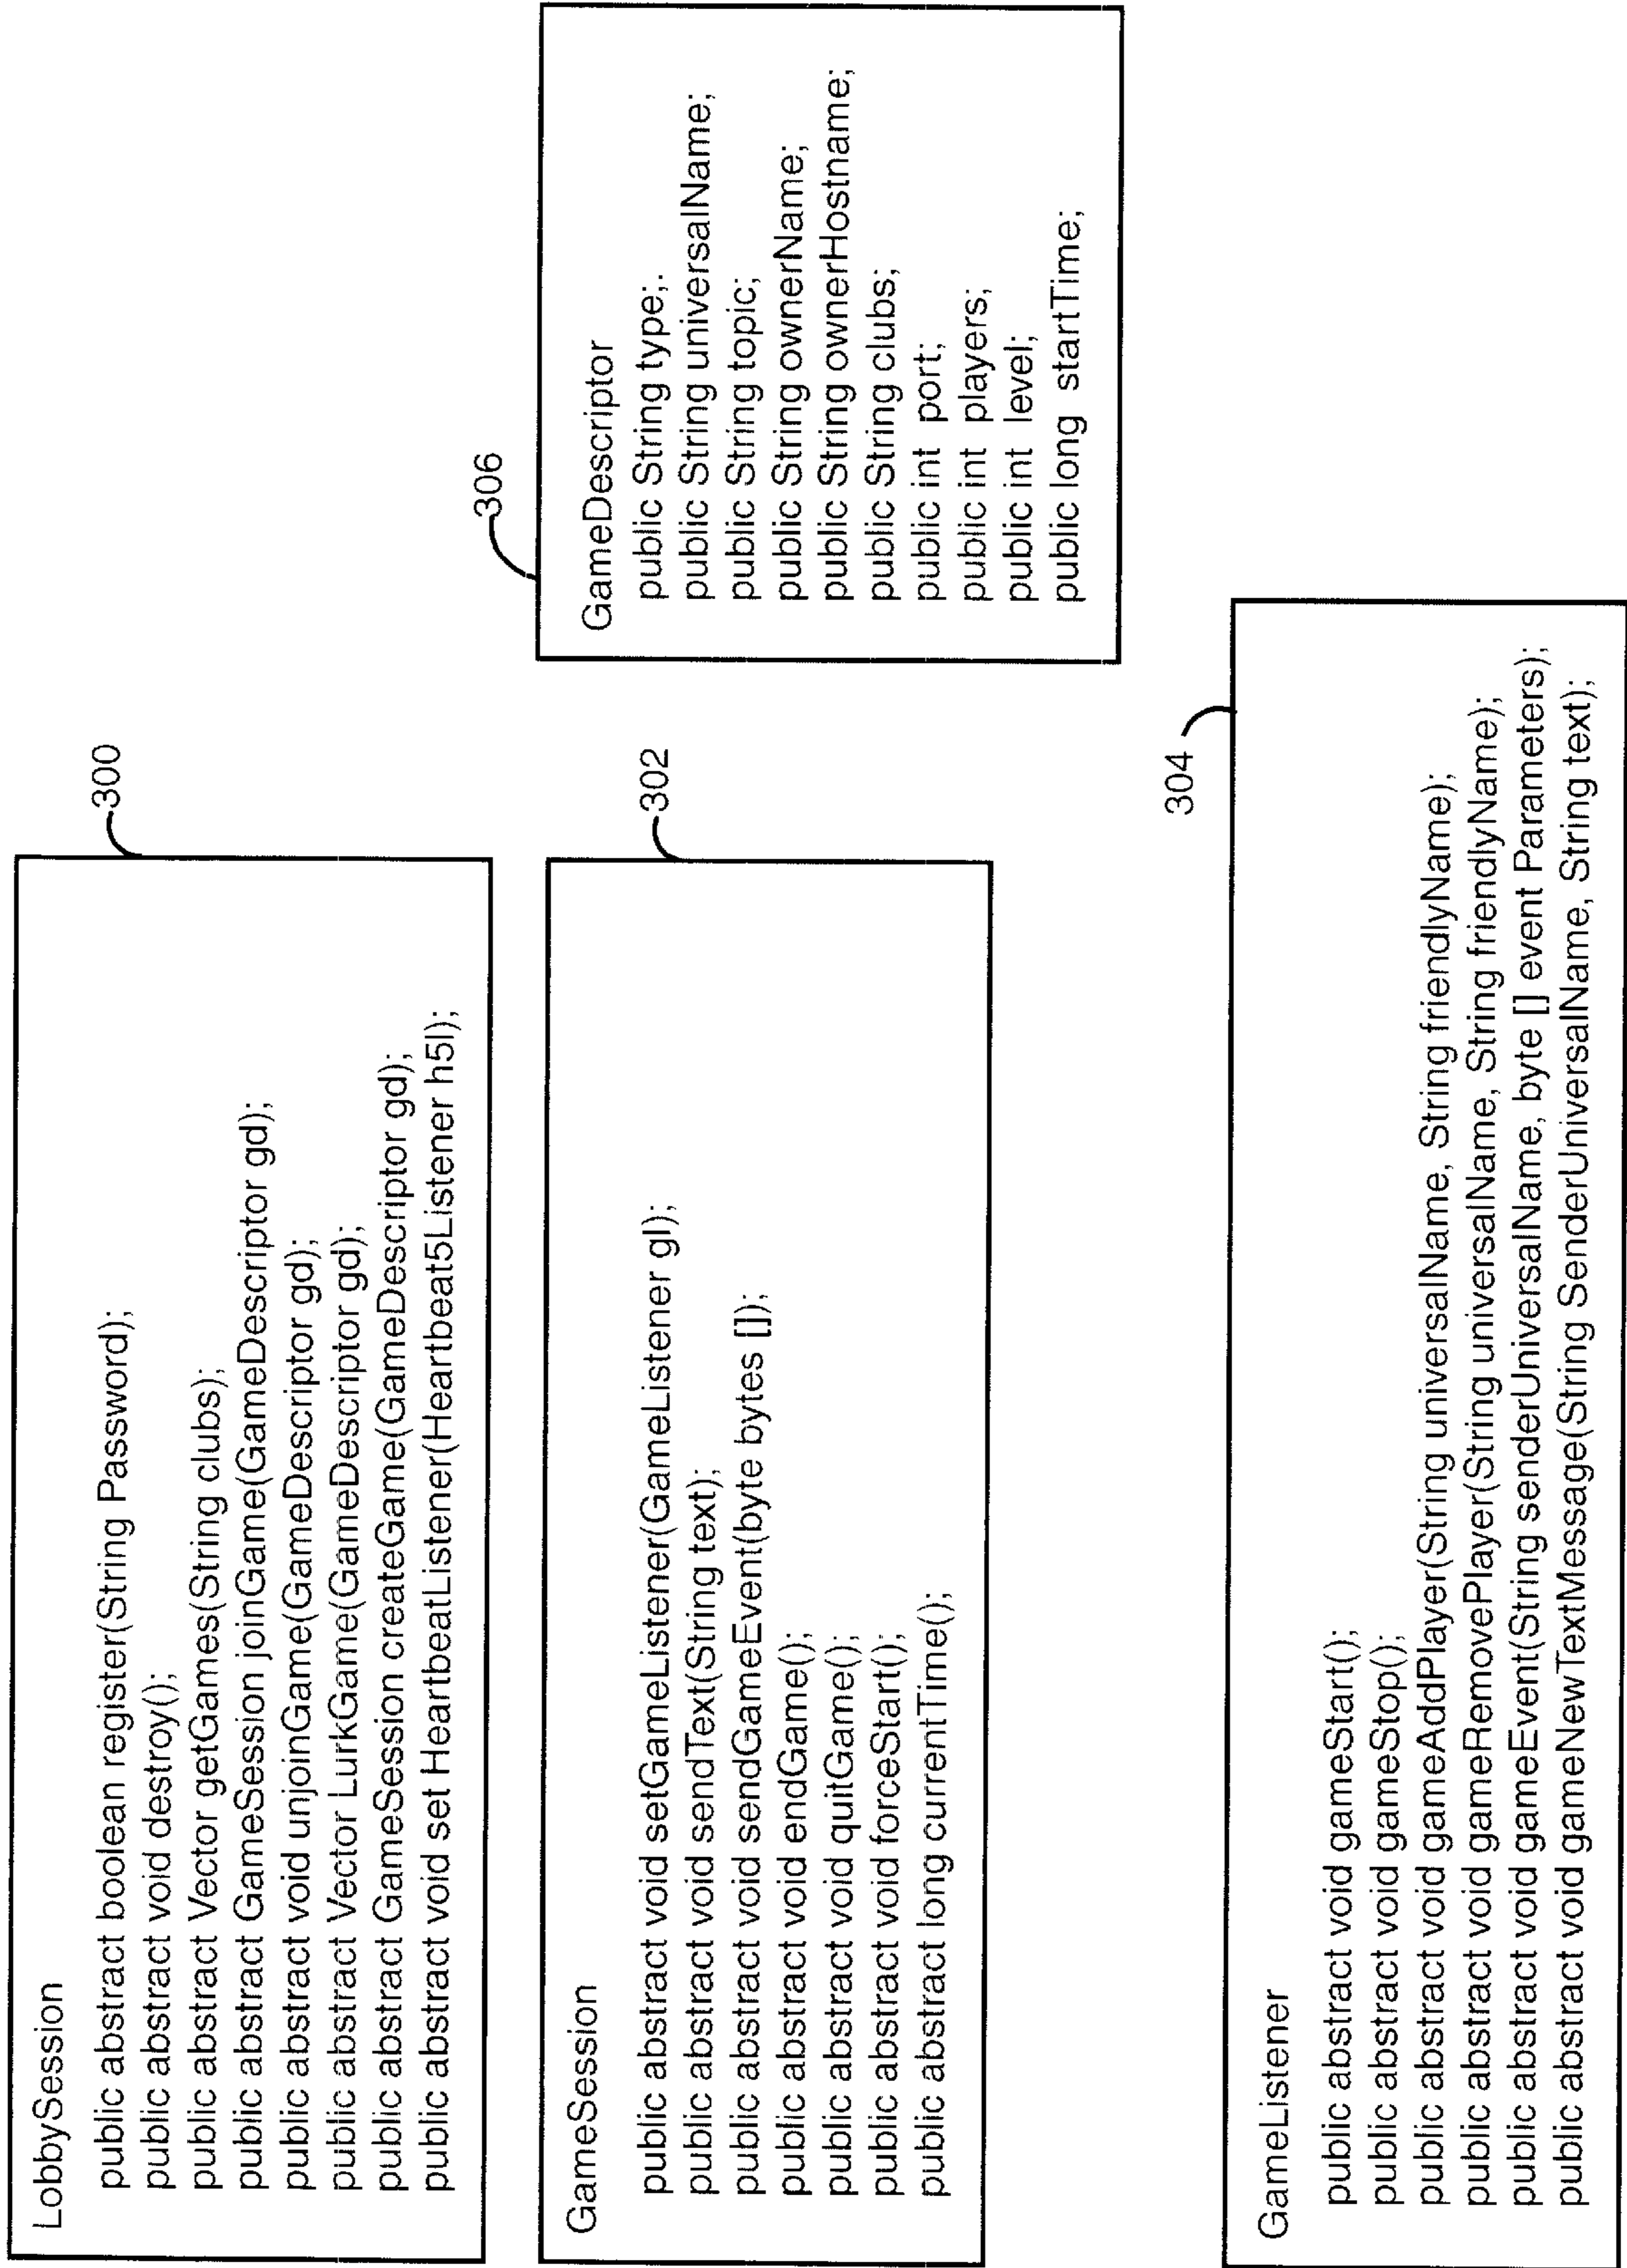 LobbySession
public abstract boolean register(String Password);
public abstract void destroy();
public abstract Vector getGames(String clubs);
public abstract GameSession joinGame(GameDescriptor gd);
public abstract void unjoinGame(GameDescriptor gd);
public abstract Vector LurkGame(GameDescriptor gd);
public abstract GameSession createGame(GameDescriptor gd);
public abstract void set HeartbeatListener(Heartbeat5Listener h5l);
300
GameSession
public abstract void setGameListener(GameListener gl);
public abstract void sendText(String text);
public abstract void sendGameEvent(byte bytes []);
public abstract void endGame();
public abstract void quitGame();
public abstract void forceStart();
public abstract long currentTime();
302
306
GameDescriptor
public String type;.
public String universalName;
public String topic;
public String ownerName;
public String ownerHostname;
public String clubs;
public int port;
public int players;
public int level;
public long startTime;
304
GameListener
public abstract void gameStart();
public abstract void gameStop();
public abstract void gameAddPlayer(String universalName, String friendlyName);
public abstract void gameRemovePlayer(String universalName, String friendlyName);
public abstract void gameEvent(String senderUniversalName, byte [] event Parameters);
public abstract void gameNewTextMessage(String SenderUniversalName, String text);